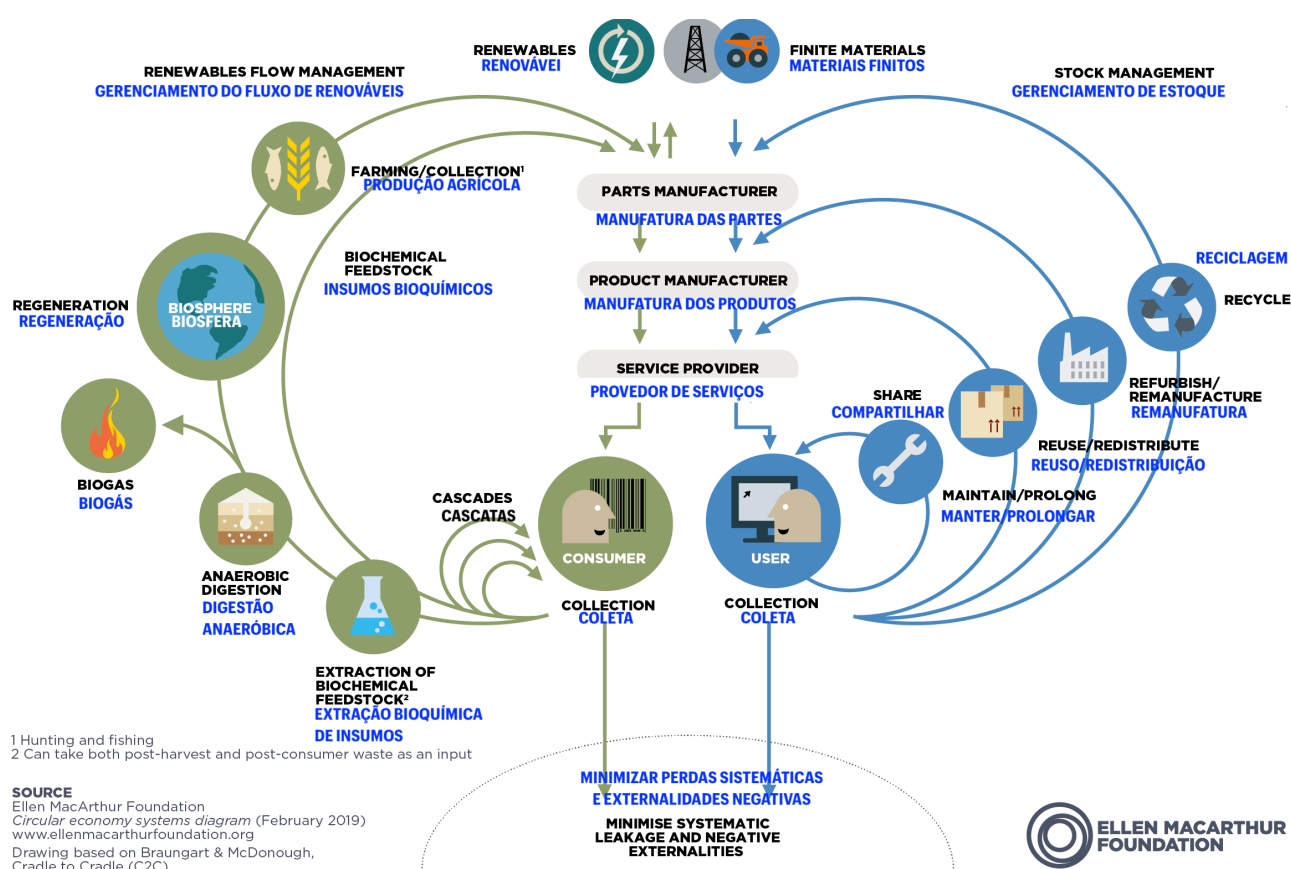 RENEWABLES
RENOVÁVEI
FINITE MATERIALS
MATERIAIS FINITOS
RENEWABLES FLOW MANAGEMENT
GERENCIAMENTO DO FLUXO DE RENOVÁVEIS
STOCK MANAGEMENT
GERENCIAMENTO DE ESTOQUE
FARMING/COLLECTION¹
PRODUÇÃO AGRÍCOLA
PARTS MANUFACTURER
MANUFATURA DAS PARTES
BIOCHEMICAL
FEEDSTOCK
INSUMOS BIOQUÍMICOS
PRODUCT MANUFACTURER
MANUFATURA DOS PRODUTOS
RECICLAGEM
RECYCLE
REGENERATION
REGENERAÇÃO
BIOSPHERE
BIOSFERA
SERVICE PROVIDER
PROVEDOR DE SERVIÇOS
SHARE
COMPARTILHAR
REFURBISH/
REMANUFACTURE
REMANUFATURA
REUSE/REDISTRIBUTE
REUSO/REDISTRIBUIÇÃO
MAINTAIN/PROLONG
MANTER/PROLONGAR
BIOGAS
BIOGÁS
CASCADES
CASCATAS
CONSUMER
USER
ANAEROBIC
DIGESTION
DIGESTÃO
ANAERÓBICA
COLLECTION
COLETA
COLLECTION
COLETA
EXTRACTION OF
BIOCHEMICAL
FEEDSTOCK²
EXTRAÇÃO BIOQUÍMICA
DE INSUMOS
MINIMIZAR PERDAS SISTEMÁTICAS
E EXTERNALIDADES NEGATIVAS
MINIMISE SYSTEMATIC
LEAKAGE AND NEGATIVE
EXTERNALITIES
1 Hunting and fishing
2 Can take both post-harvest and post-consumer waste as an input
SOURCE
Ellen MacArthur Foundation
Circular economy systems diagram (February 2019)
www.ellenmacarthurfoundation.org
Drawing based on Braungart & McDonough,
Cradle to Cradle (C2C)
ELLEN MACARTHUR
FOUNDATION